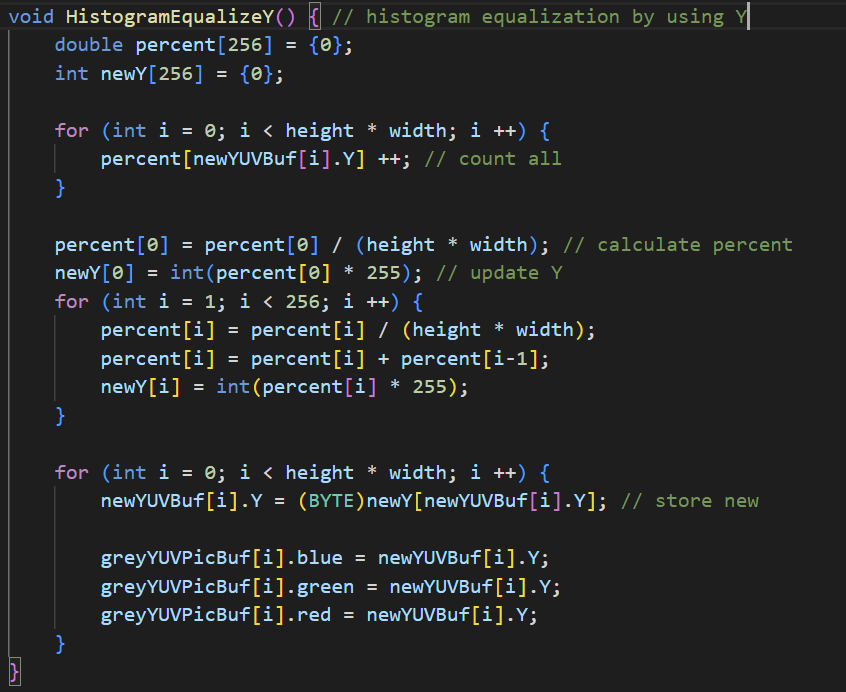 void HistogramEqualizeY() { // histogram equalization by using Y
    double percent[256] = {0};
    int newY[256] = {0};

    for (int i = 0; i < height * width; i ++) {
        percent[newYUVBuf[i].Y] ++; // count all
    }

    percent[0] = percent[0] / (height * width); // calculate percent
    newY[0] = int(percent[0] * 255); // update Y
    for (int i = 1; i < 256; i ++) {
        percent[i] = percent[i] / (height * width);
        percent[i] = percent[i] + percent[i-1];
        newY[i] = int(percent[i] * 255);
    }

    for (int i = 0; i < height * width; i ++) {
        newYUVBuf[i].Y = (BYTE)newY[newYUVBuf[i].Y]; // store new

        greyYUVPicBuf[i].blue = newYUVBuf[i].Y;
        greyYUVPicBuf[i].green = newYUVBuf[i].Y;
        greyYUVPicBuf[i].red = newYUVBuf[i].Y;
    }
}